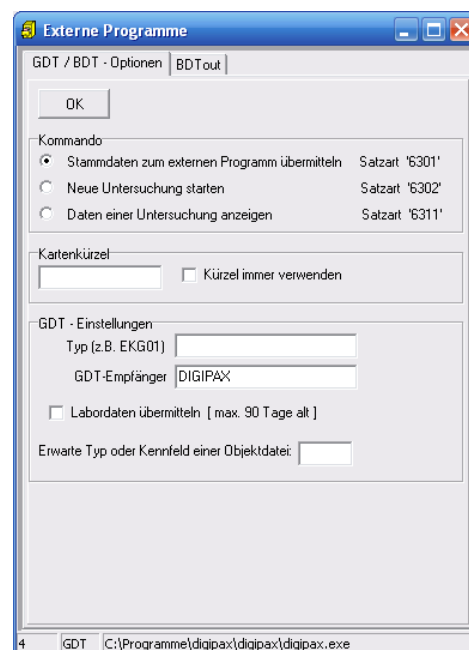 Externe Programme
GDT / BDT - Optionen BDTout
OK
Kommando
Stammdaten zum externen Programm übermitteln Satzart '6301'
Neue Untersuchung starten Satzart '6302'
Daten einer Untersuchung anzeigen Satzart '6311'
Kartenkürzel
Kürzel immer verwenden
GDT - Einstellungen
Typ (z.B. EKG01)
GDT-Empfänger DIGIPAX
Labordaten übermitteln [ max. 90 Tage alt ]
Erwarte Typ oder Kennfeld einer Objektdatei:
4 GDT C:\Programme\digipax\digipax\digipax.exe